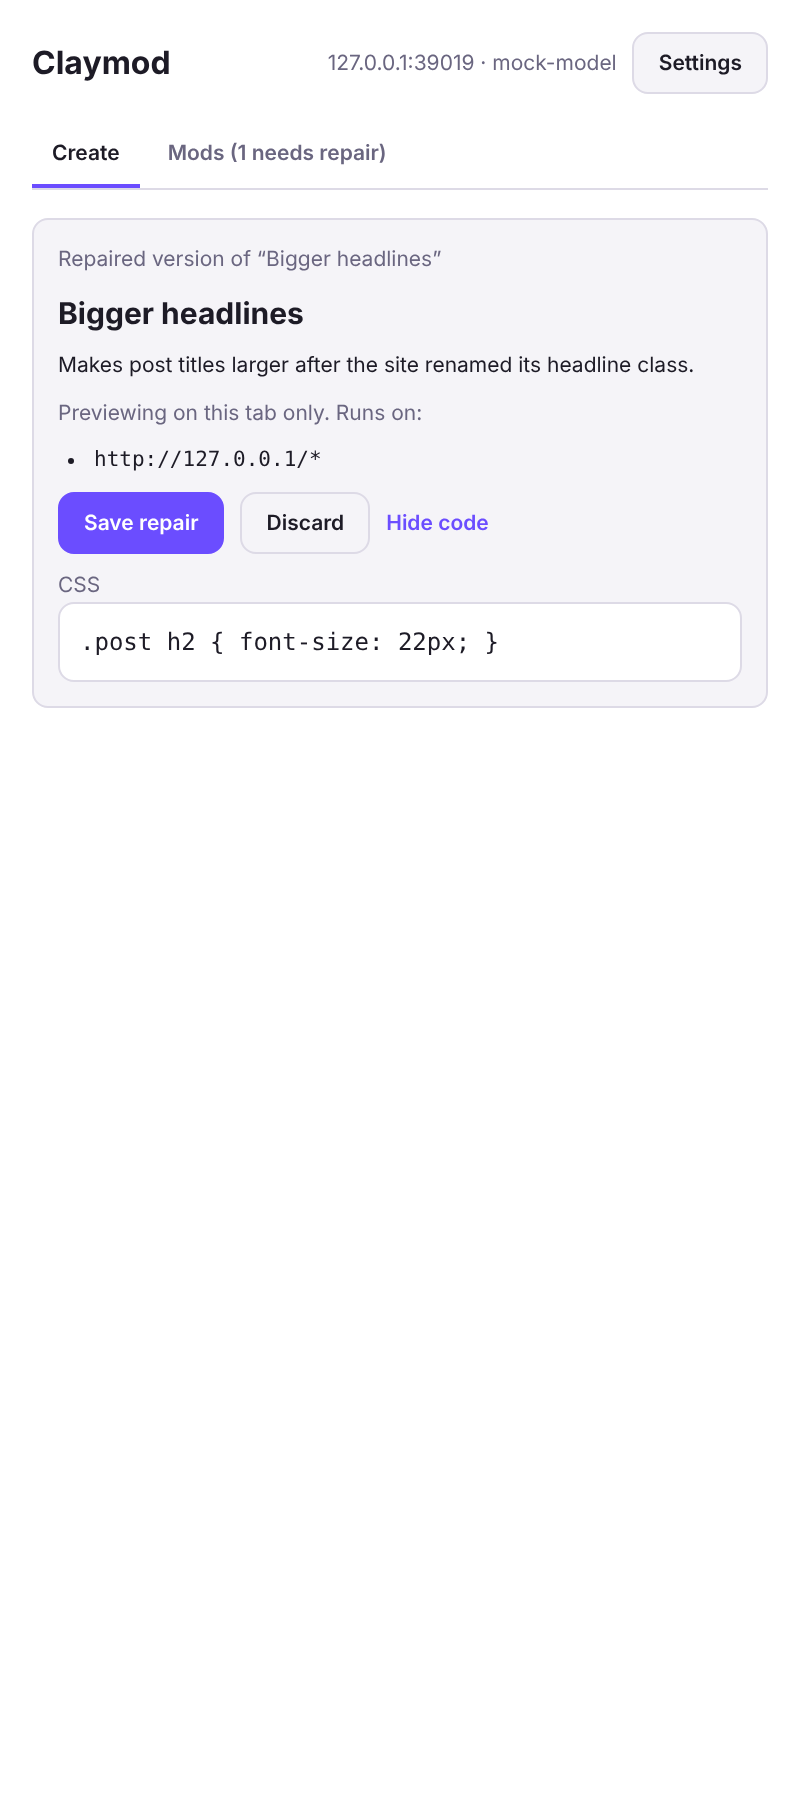 Claymod
127.0.0.1:39019 · mock-model
Settings
Create
Mods (1 needs repair)
Repaired version of “Bigger headlines”
Bigger headlines
Makes post titles larger after the site renamed its headline class.
Previewing on this tab only. Runs on:
• http://127.0.0.1/*
Save repair
Discard
Hide code
CSS
.post h2 { font-size: 22px; }